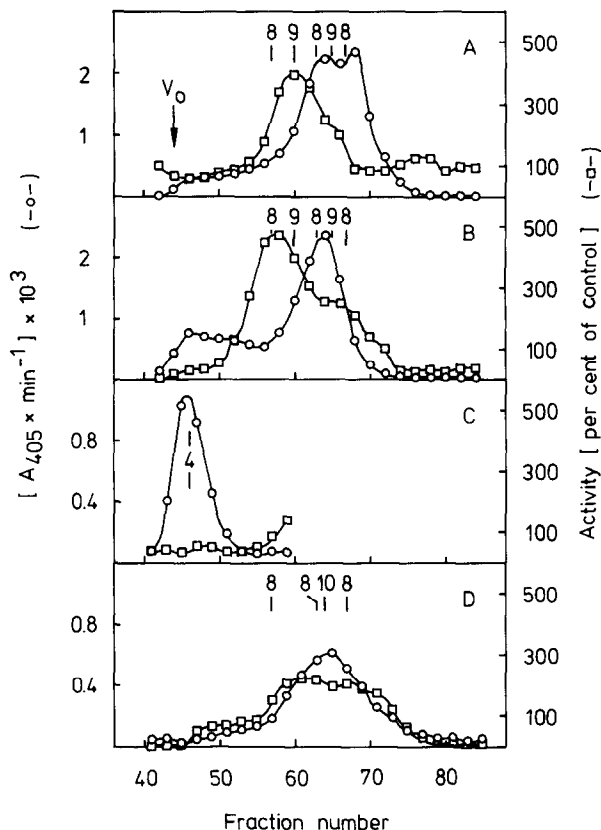 8 9 8 9 8 A
V₀
2
1
500
300
100
8 9 8 9 8 B
2
1
500
300
100
C
0.8
0.4
4
500
300
100
8 8 10 8 D
0.8
0.4
500
300
100
40 50 60 70 80
Fraction number
[ A₄₀₅ × min⁻¹ ] × 10³ (–o–)
Activity [ per cent of control ] (–□–)